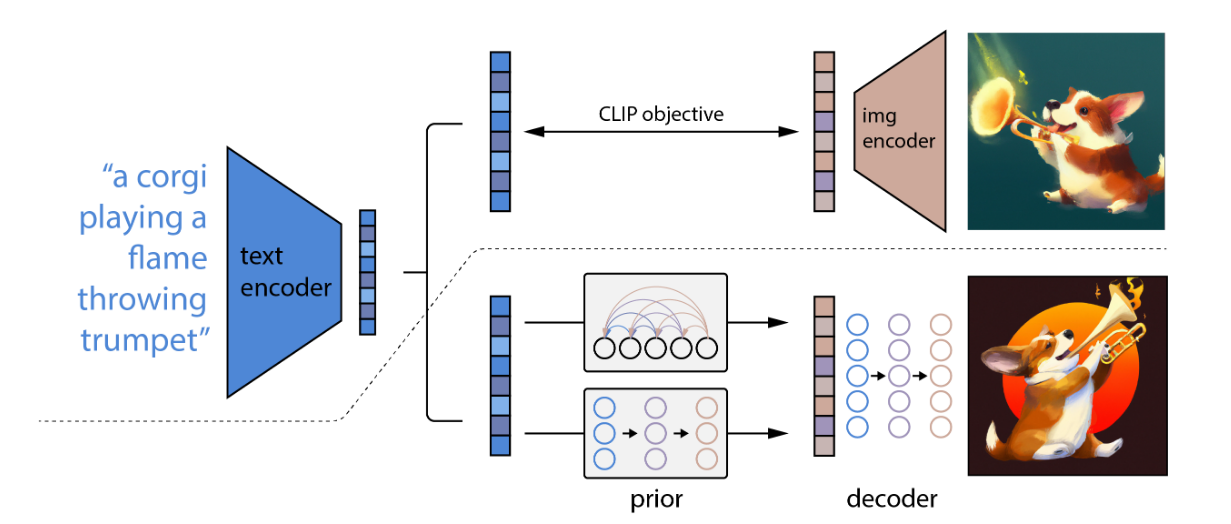 “a corgi
playing a
flame
throwing
trumpet”
text
encoder
CLIP objective
img
encoder
prior
decoder